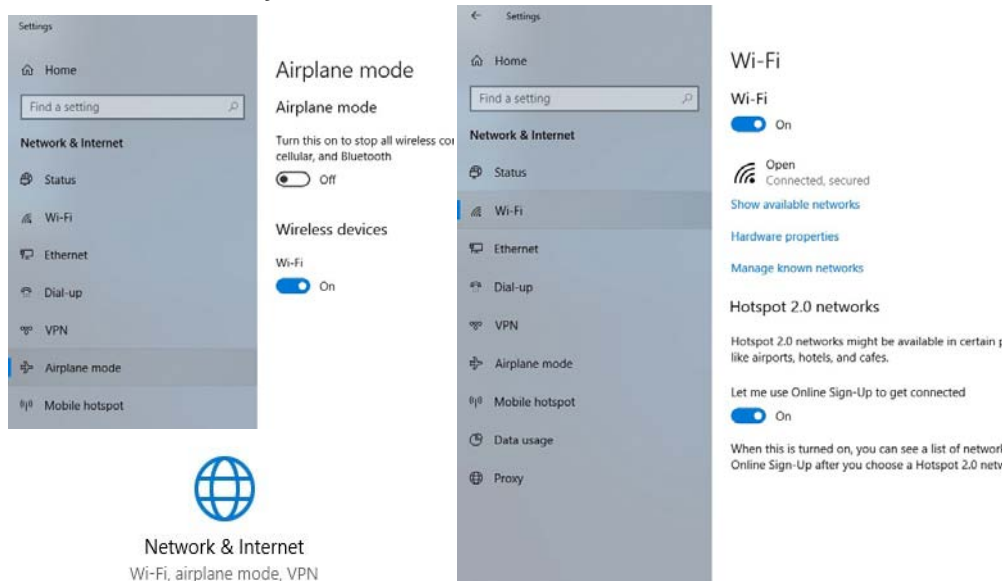 Settings
Home
Find a setting
Network & Internet
Status
Wi-Fi
Ethernet
Dial-up
VPN
Airplane mode
Mobile hotspot
Airplane mode
Airplane mode
Turn this on to stop all wireless
cellular, and Bluetooth
Off
Wireless devices
Wi-Fi
On
Network & Internet
Wi-Fi, airplane mode, VPN
Settings
Home
Find a setting
Network & Internet
Status
Wi-Fi
Ethernet
Dial-up
VPN
Airplane mode
Mobile hotspot
Data usage
Proxy
Wi-Fi
Wi-Fi
On
Open
Connected, secured
Show available networks
Hardware properties
Manage known networks
Hotspot 2.0 networks
Hotspot 2.0 networks might be available in certain
like airports, hotels, and cafes.
Let me use Online Sign-Up to get connected
On
When this is turned on, you can see a list of
Online Sign-Up after you choose a Hotspot 2.0